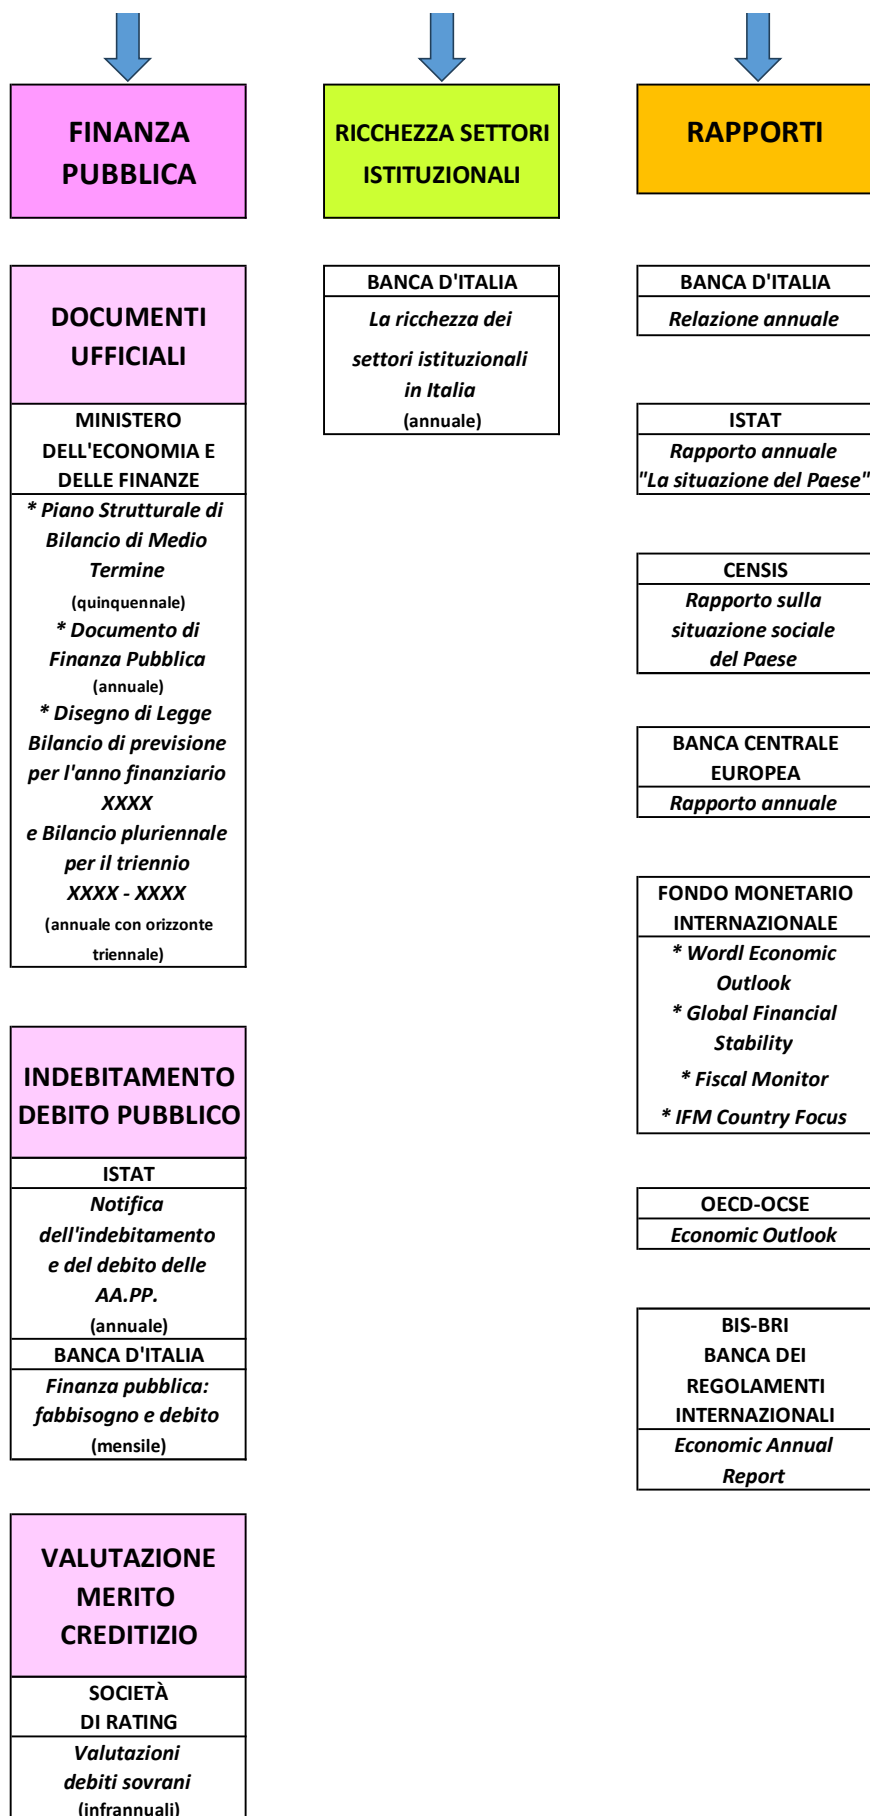 FINANZA
PUBBLICA
DOCUMENTI
UFFICIALI
MINISTERO
DELL'ECONOMIA E
DELLE FINANZE
* Piano Strutturale di
Bilancio di Medio
Termine
(quinquennale)
* Documento di
Finanza Pubblica
(annuale)
* Disegno di Legge
Bilancio di previsione
per l'anno finanziario
XXXX
e Bilancio pluriennale
per il triennio
XXXX - XXXX
(annuale con orizzonte
triennale)
INDEBITAMENTO
DEBITO PUBBLICO
ISTAT
Notifica
dell'indebitamento
e del debito delle
AA.PP.
(annuale)
BANCA D'ITALIA
Finanza pubblica:
fabbisogno e debito
(mensile)
VALUTAZIONE
MERITO
CREDITIZIO
SOCIETÀ
DI RATING
Valutazioni
debiti sovrani
(infrannuali)
RICCHEZZA SETTORI
ISTITUZIONALI
BANCA D'ITALIA
La ricchezza dei
settori istituzionali
in Italia
(annuale)
RAPPORTI
BANCA D'ITALIA
Relazione annuale
ISTAT
Rapporto annuale
"La situazione del Paese"
CENSIS
Rapporto sulla
situazione sociale
del Paese
BANCA CENTRALE
EUROPEA
Rapporto annuale
FONDO MONETARIO
INTERNAZIONALE
* Wordl Economic
Outlook
* Global Financial
Stability
* Fiscal Monitor
* IFM Country Focus
OECD-OCSE
Economic Outlook
BIS-BRI
BANCA DEI
REGOLAMENTI
INTERNAZIONALI
Economic Annual
Report